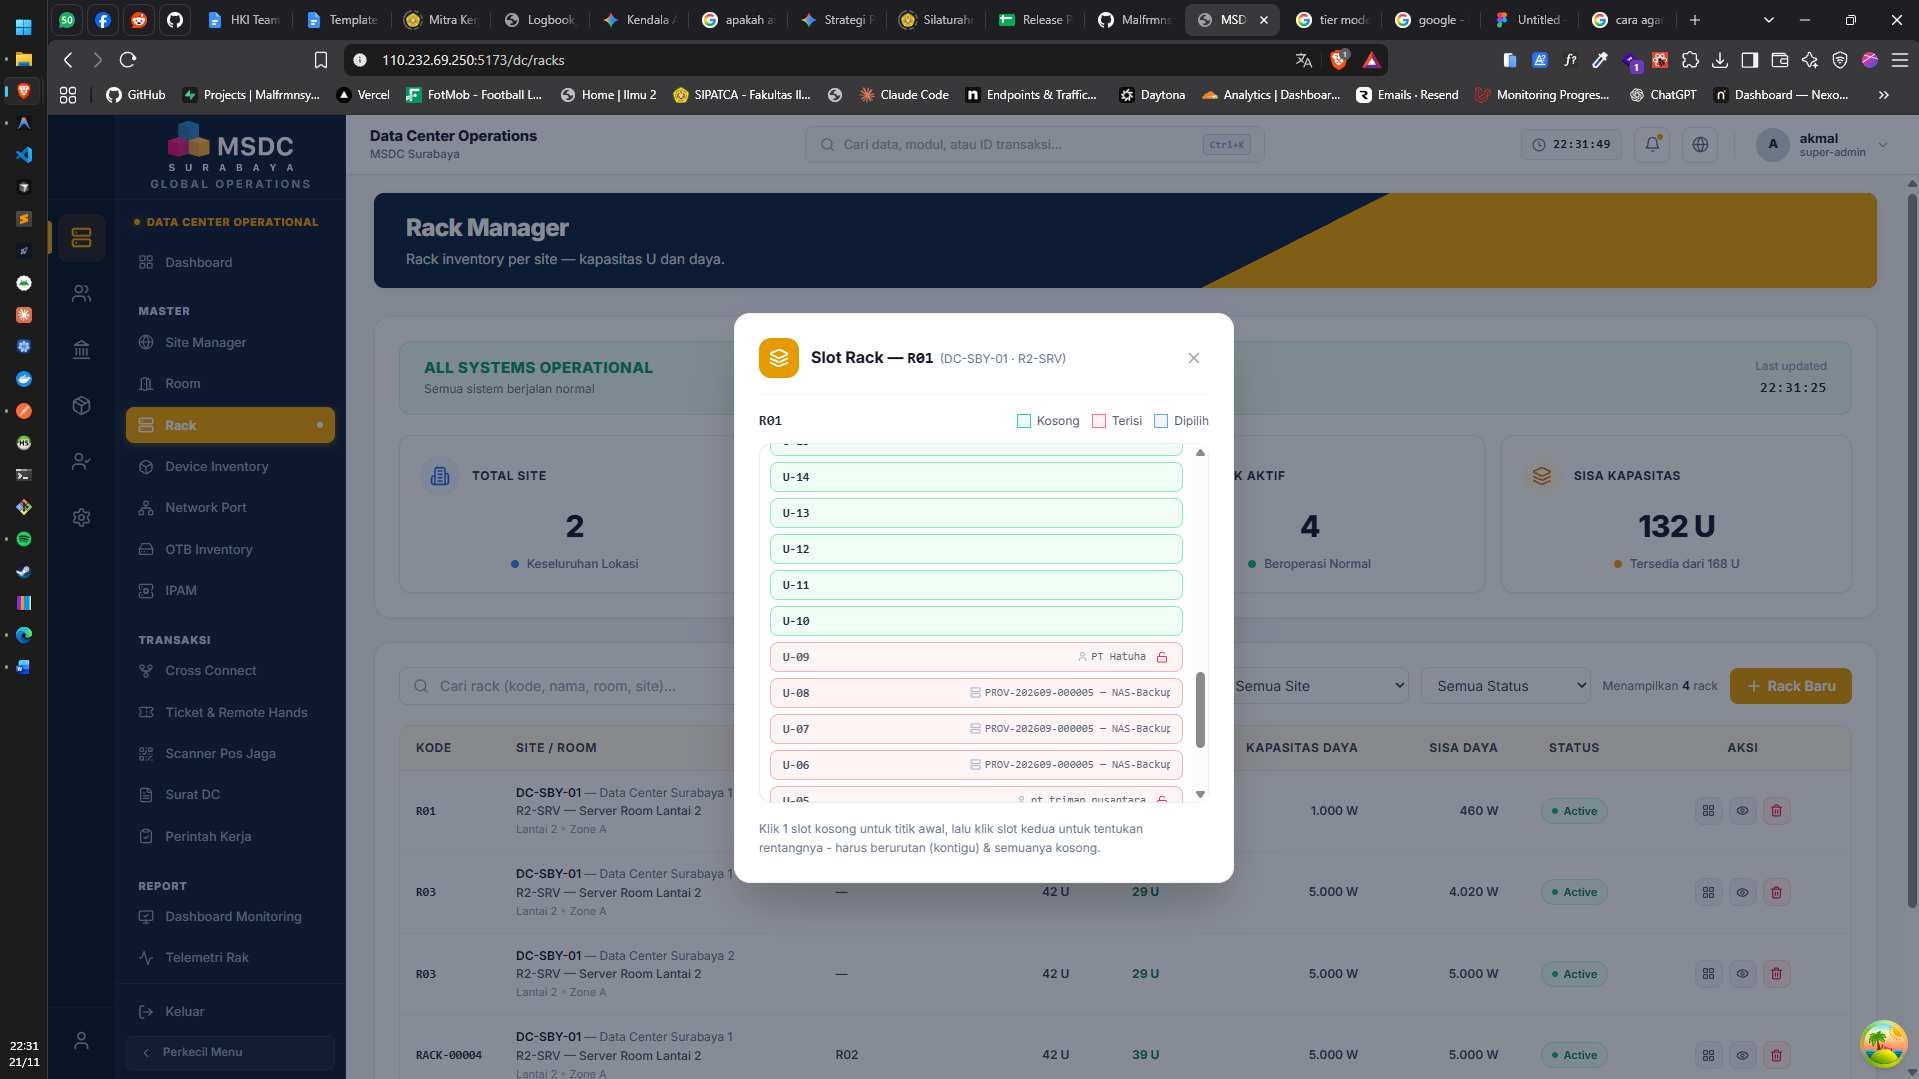 50
HKI Team
Template
Mitra Ker
Logbook
Kendala A
apakah ai
Strategi P
Silaturah
Release P
Malfrmns
MSD
tier mode
google -
Untitled -
cara agar
110.232.69.250:5173/dc/racks
GitHub
Projects | Malfrmnsy...
Vercel
FotMob - Football L...
Home | Ilmu 2
SIPATCA - Fakultas Il...
Claude Code
Endpoints & Traffic...
Daytona
Analytics | Dashboar...
Emails · Resend
Monitoring Progres...
ChatGPT
Dashboard — Nexo...
MSDC
SURABAYA
GLOBAL OPERATIONS
DATA CENTER OPERATIONAL
Dashboard
MASTER
Site Manager
Room
Rack
Device Inventory
Network Port
OTB Inventory
IPAM
TRANSAKSI
Cross Connect
Ticket & Remote Hands
Scanner Pos Jaga
Surat DC
Perintah Kerja
REPORT
Dashboard Monitoring
Telemetri Rak
Keluar
Perkecil Menu
22:31
21/11
Data Center Operations
MSDC Surabaya
Cari data, modul, atau ID transaksi...
Ctrl+K
22:31:49
A
akmal
super-admin
Rack Manager
Rack inventory per site — kapasitas U dan daya.
ALL SYSTEMS OPERATIONAL
Semua sistem berjalan normal
Last updated
22:31:25
TOTAL SITE
2
Keseluruhan Lokasi
K AKTIF
4
Beroperasi Normal
SISA KAPASITAS
132 U
Tersedia dari 168 U
Cari rack (kode, nama, room, site)...
Semua Site
Semua Status
Menampilkan 4 rack
+ Rack Baru
KODE
SITE / ROOM
KAPASITAS DAYA
SISA DAYA
STATUS
AKSI
R01
DC-SBY-01 — Data Center Surabaya 1
R2-SRV — Server Room Lantai 2
Lantai 2 • Zone A
1.000 W
460 W
Active
R03
DC-SBY-01 — Data Center Surabaya 1
R2-SRV — Server Room Lantai 2
Lantai 2 • Zone A
—
42 U
29 U
5.000 W
4.020 W
Active
R03
DC-SBY-01 — Data Center Surabaya 2
R2-SRV — Server Room Lantai 2
Lantai 2 • Zone A
—
42 U
29 U
5.000 W
5.000 W
Active
RACK-00004
DC-SBY-01 — Data Center Surabaya 1
R2-SRV — Server Room Lantai 2
Lantai 2 • Zone A
R02
42 U
39 U
5.000 W
5.000 W
Active
Slot Rack — R01 (DC-SBY-01 · R2-SRV)
R01
Kosong
Terisi
Dipilih
U-14
U-13
U-12
U-11
U-10
U-09
PT Hatuha
U-08
PROV-202609-000005 — NAS-Backup
U-07
PROV-202609-000005 — NAS-Backup
U-06
PROV-202609-000005 — NAS-Backup
U-05
pt triman nusantara
Klik 1 slot kosong untuk titik awal, lalu klik slot kedua untuk tentukan
rentangnya - harus berurutan (kontigu) & semuanya kosong.